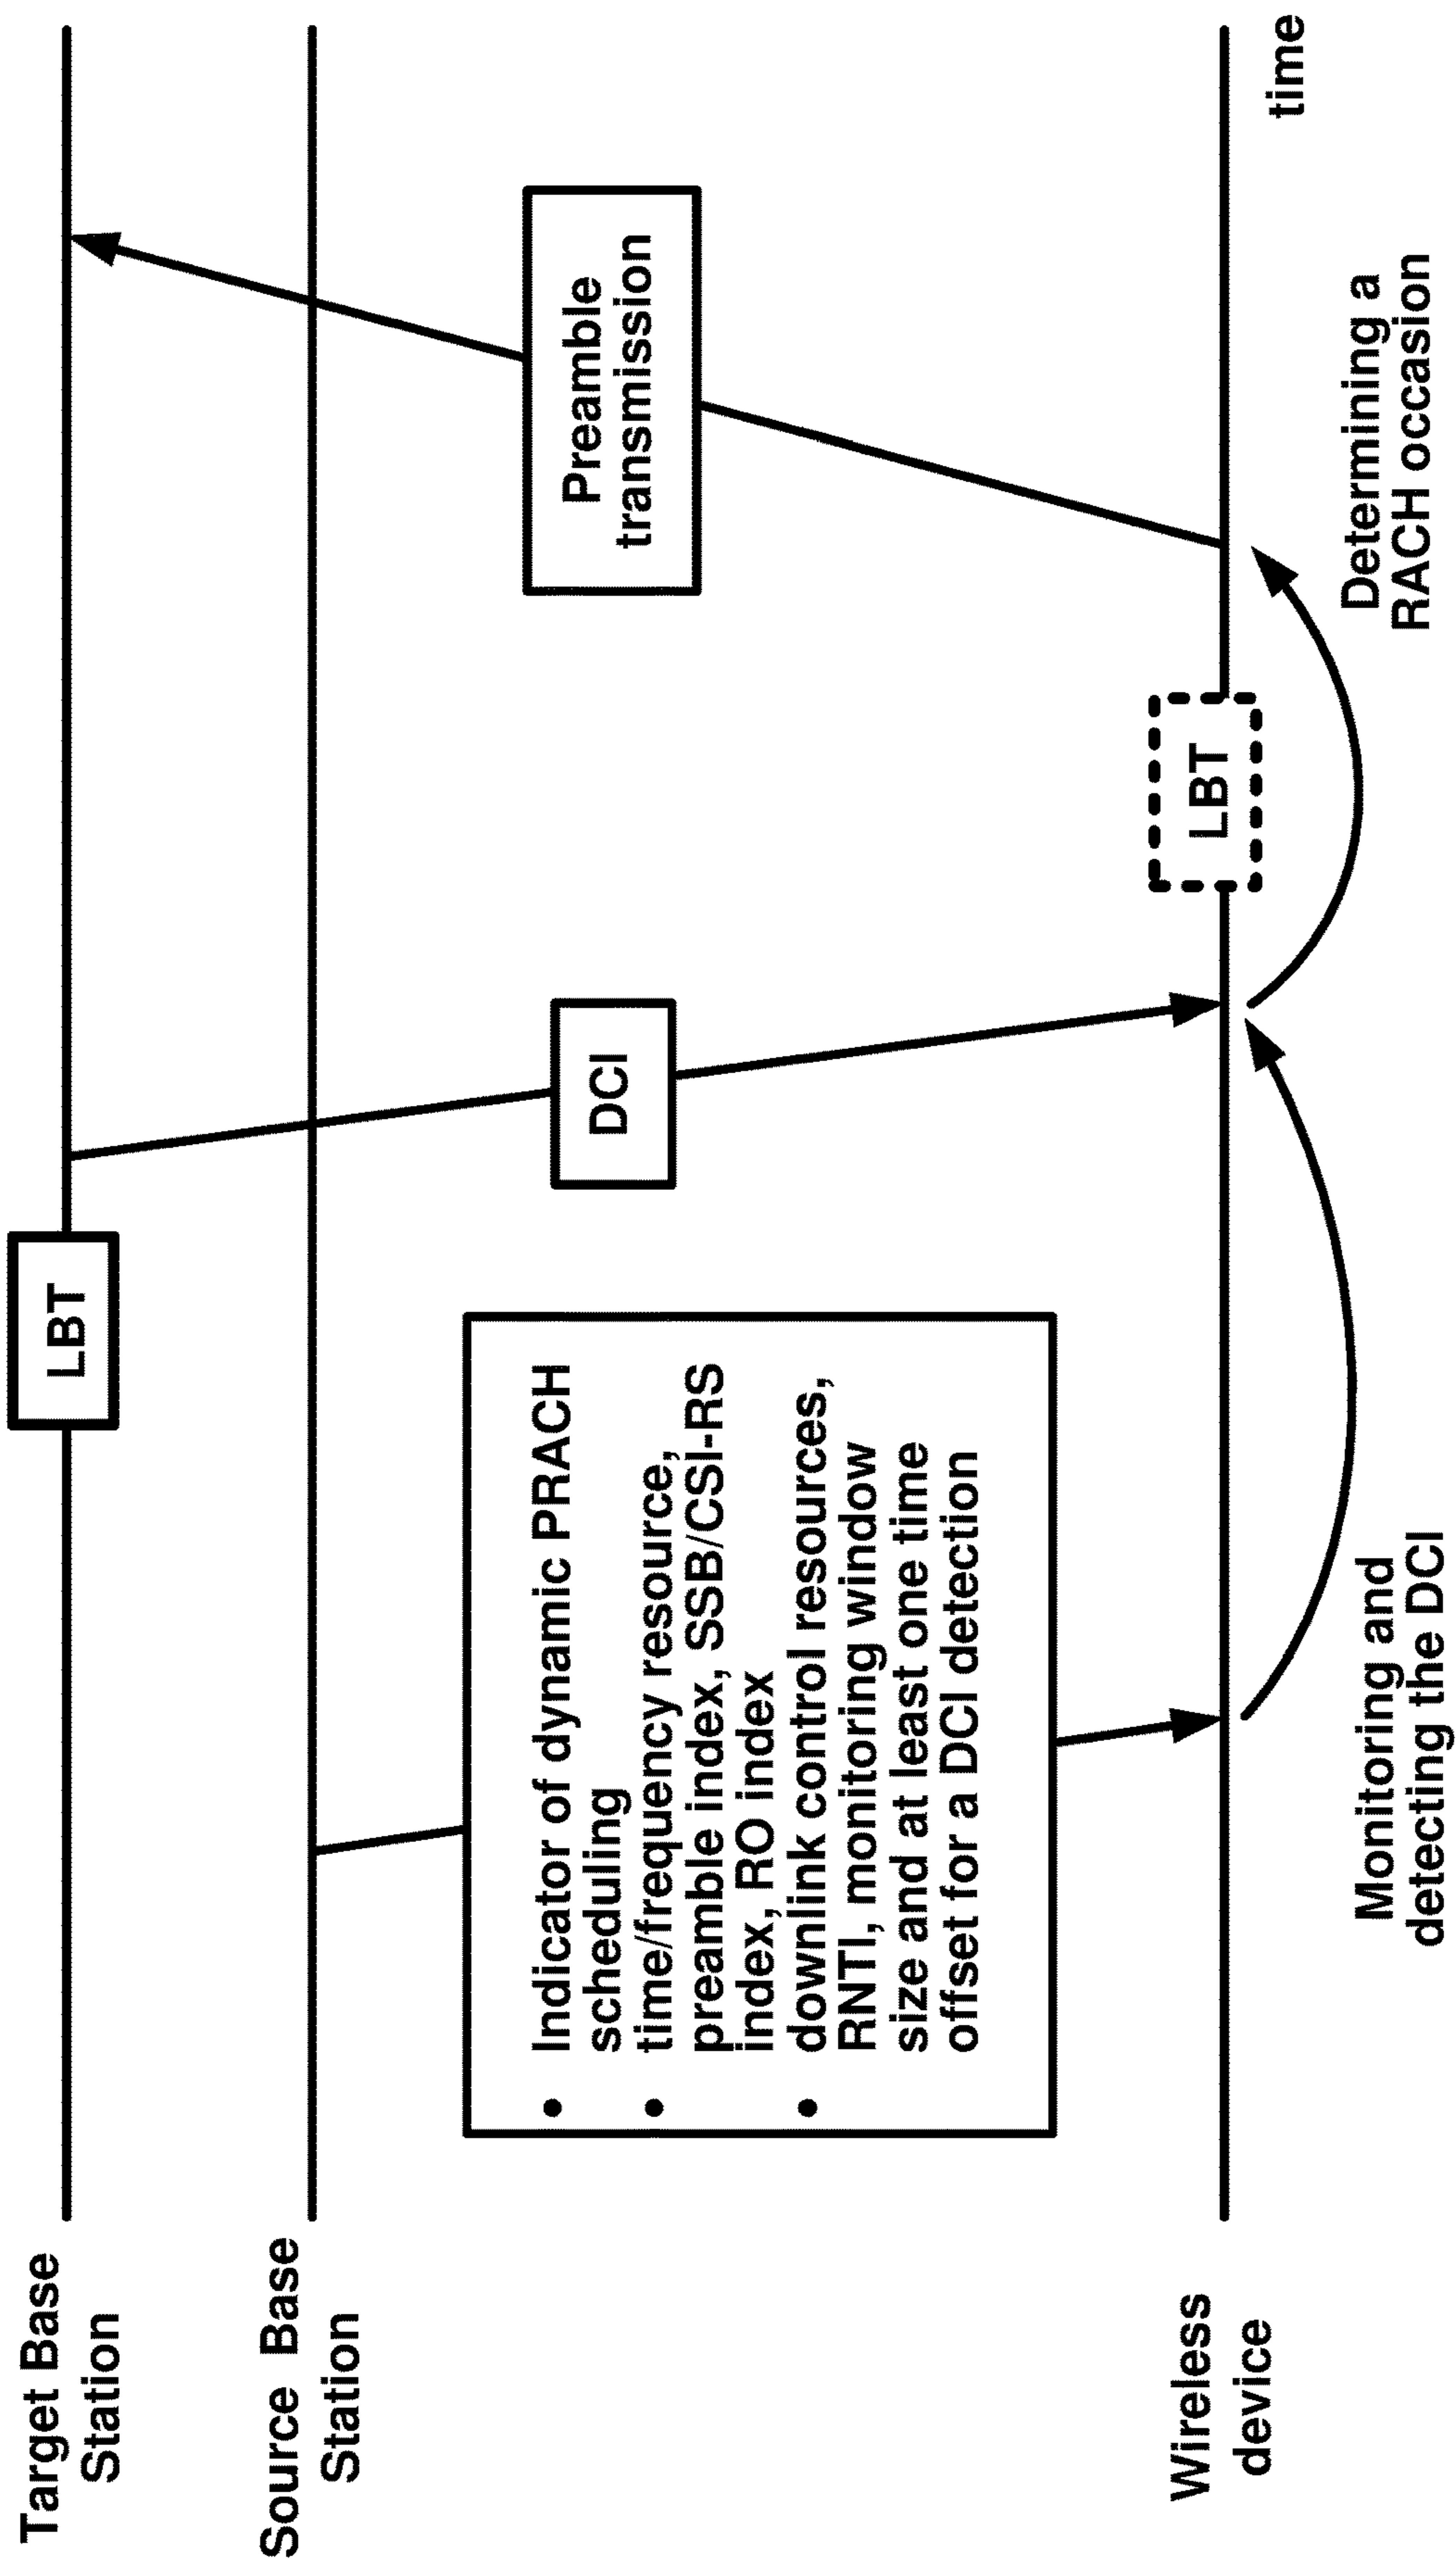 Target Base
Station
Source Base
Station
Wireless
device
LBT
• Indicator of dynamic PRACH
scheduling
• time/frequency resource,
preamble index, SSB/CSI-RS
index, RO index
• downlink control resources,
RNTI, monitoring window
size and at least one time
offset for a DCI detection
DCI
LBT
Preamble
transmission
Monitoring and
detecting the DCI
Determining a
RACH occasion
time